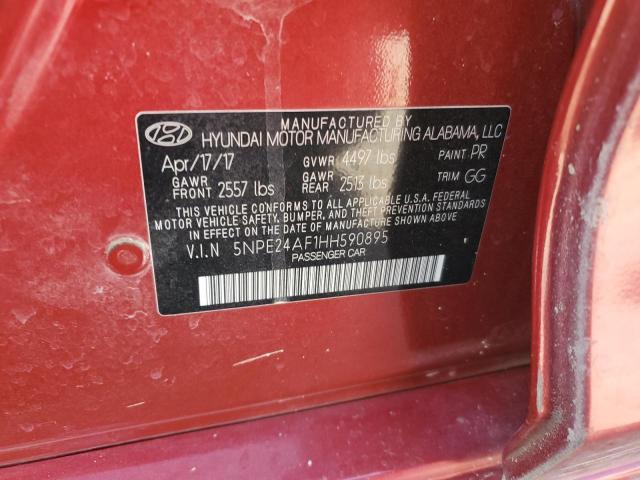 MANUFACTURED BY
HYUNDAI MOTOR MANUFACTURING ALABAMA, LLC
Apr/17/17 GVWR 4497 lbs PAINT PR
GAWR FRONT 2557 lbs GAWR REAR 2513 lbs TRIM GG
THIS VEHICLE CONFORMS TO ALL APPLICABLE U.S.A. FEDERAL
MOTOR VEHICLE SAFETY, BUMPER, AND THEFT PREVENTION STANDARDS
IN EFFECT ON THE DATE OF MANUFACTURE SHOWN ABOVE.
V.I.N 5NPE24AF1HH590895
PASSENGER CAR